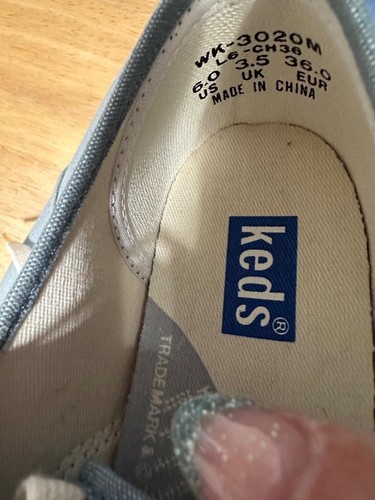 WK-3020M
L6-CH36
6.0 3.5 36.0
US UK EUR
MADE IN CHINA
keds®
TRADEMARK & ©